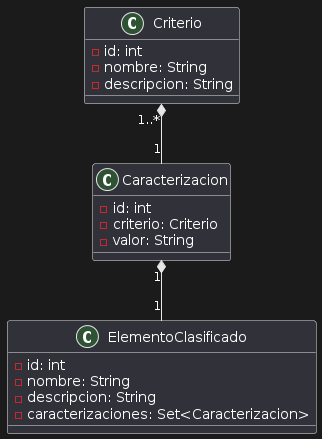 C Criterio
id: int
nombre: String
descripcion: String
1..*
1
C Caracterizacion
id: int
criterio: Criterio
valor: String
1
1
C ElementoClasificado
id: int
nombre: String
descripcion: String
caracterizaciones: Set<Caracterizacion>